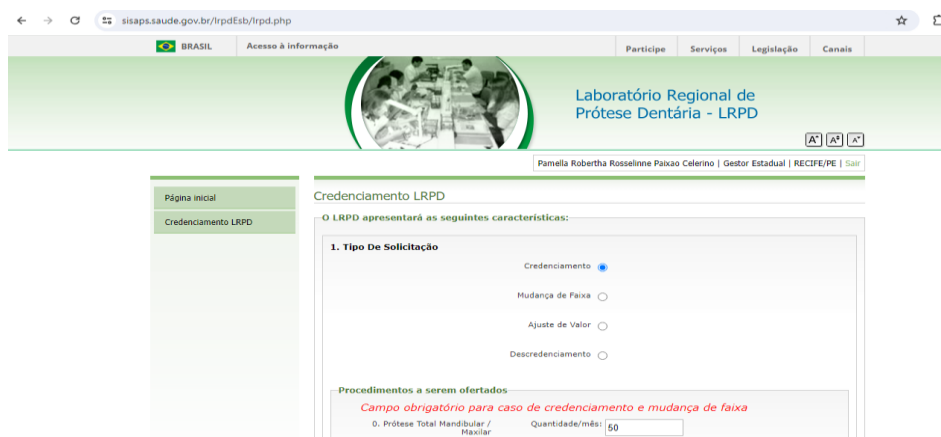 sisaps.saude.gov.br/lrpdEsb/lrpd.php
BRASIL Acesso à informação Participe Serviços Legislação Canais
Laboratório Regional de
Prótese Dentária - LRPD
A+ A° A-
Pamella Robertha Rosselinne Paixao Celerino | Gestor Estadual | RECIFE/PE | Sair
Página inicial
Credenciamento LRPD
Credenciamento LRPD
O LRPD apresentará as seguintes características:
1. Tipo De Solicitação
Credenciamento
Mudança de Faixa
Ajuste de Valor
Descredenciamento
Procedimentos a serem ofertados
Campo obrigatório para caso de credenciamento e mudança de faixa
0. Prótese Total Mandibular / Quantidade/mês: 50
Maxilar